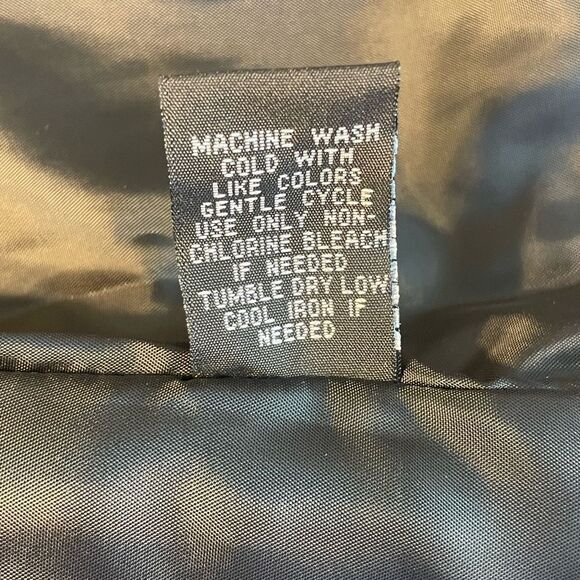 MACHINE WASH
COLD WITH
LIKE COLORS
GENTLE CYCLE
USE ONLY NON-
CHLORINE BLEACH
IF NEEDED
TUMBLE DRY LOW
COOL IRON IF
NEEDED